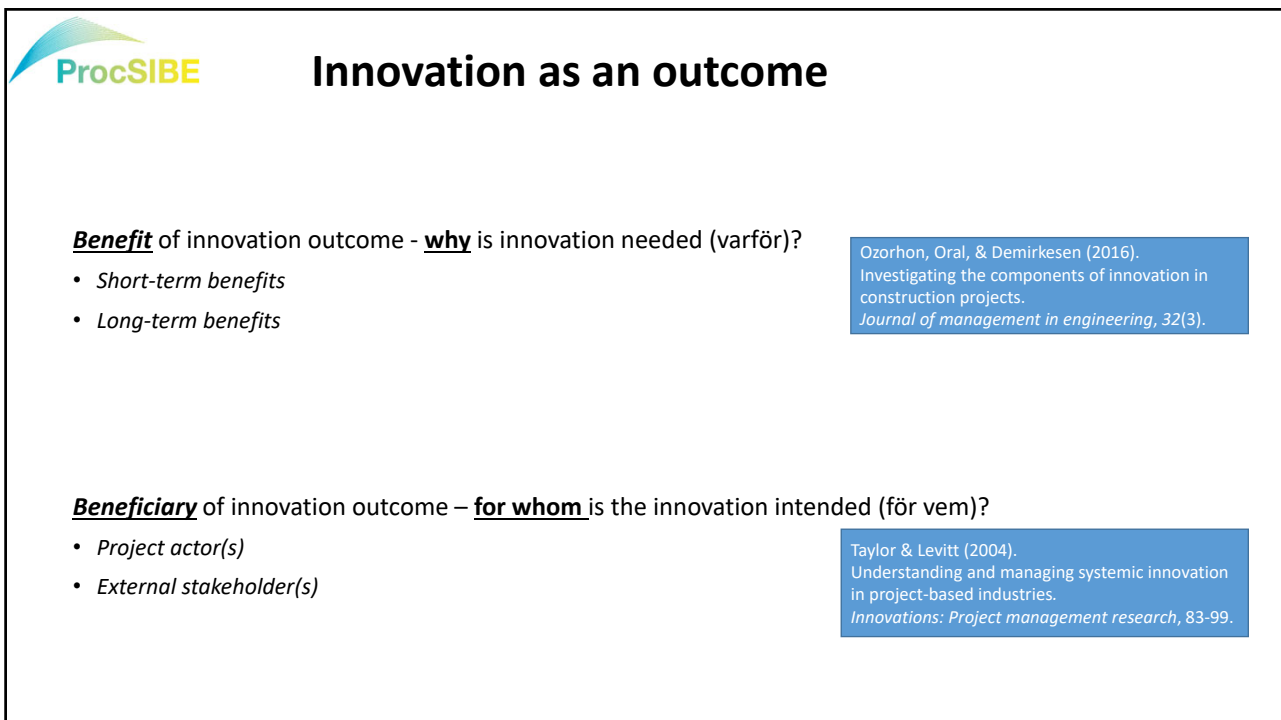 ProcSIBE
Innovation as an outcome
Benefit of innovation outcome - why is innovation needed (varför)?
• Short-term benefits
• Long-term benefits
Ozorhon, Oral, & Demirkesen (2016).
Investigating the components of innovation in
construction projects.
Journal of management in engineering, 32(3).
Beneficiary of innovation outcome – for whom is the innovation intended (för vem)?
• Project actor(s)
• External stakeholder(s)
Taylor & Levitt (2004).
Understanding and managing systemic innovation
in project-based industries.
Innovations: Project management research, 83-99.